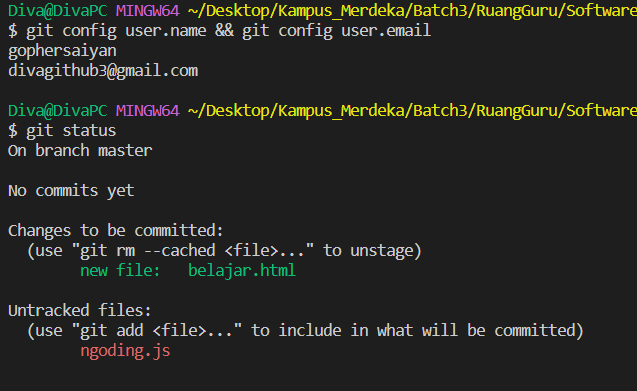 Diva@DivaPC MINGW64 ~/Desktop/Kampus_Merdeka/Batch3/RuangGuru/Software
$ git config user.name && git config user.email
gophersaiyan
divagithub3@gmail.com
Diva@DivaPC MINGW64 ~/Desktop/Kampus_Merdeka/Batch3/RuangGuru/Software
$ git status
On branch master
No commits yet
Changes to be committed:
(use "git rm --cached <file>..." to unstage)
new file: belajar.html
Untracked files:
(use "git add <file>..." to include in what will be committed)
ngoding.js